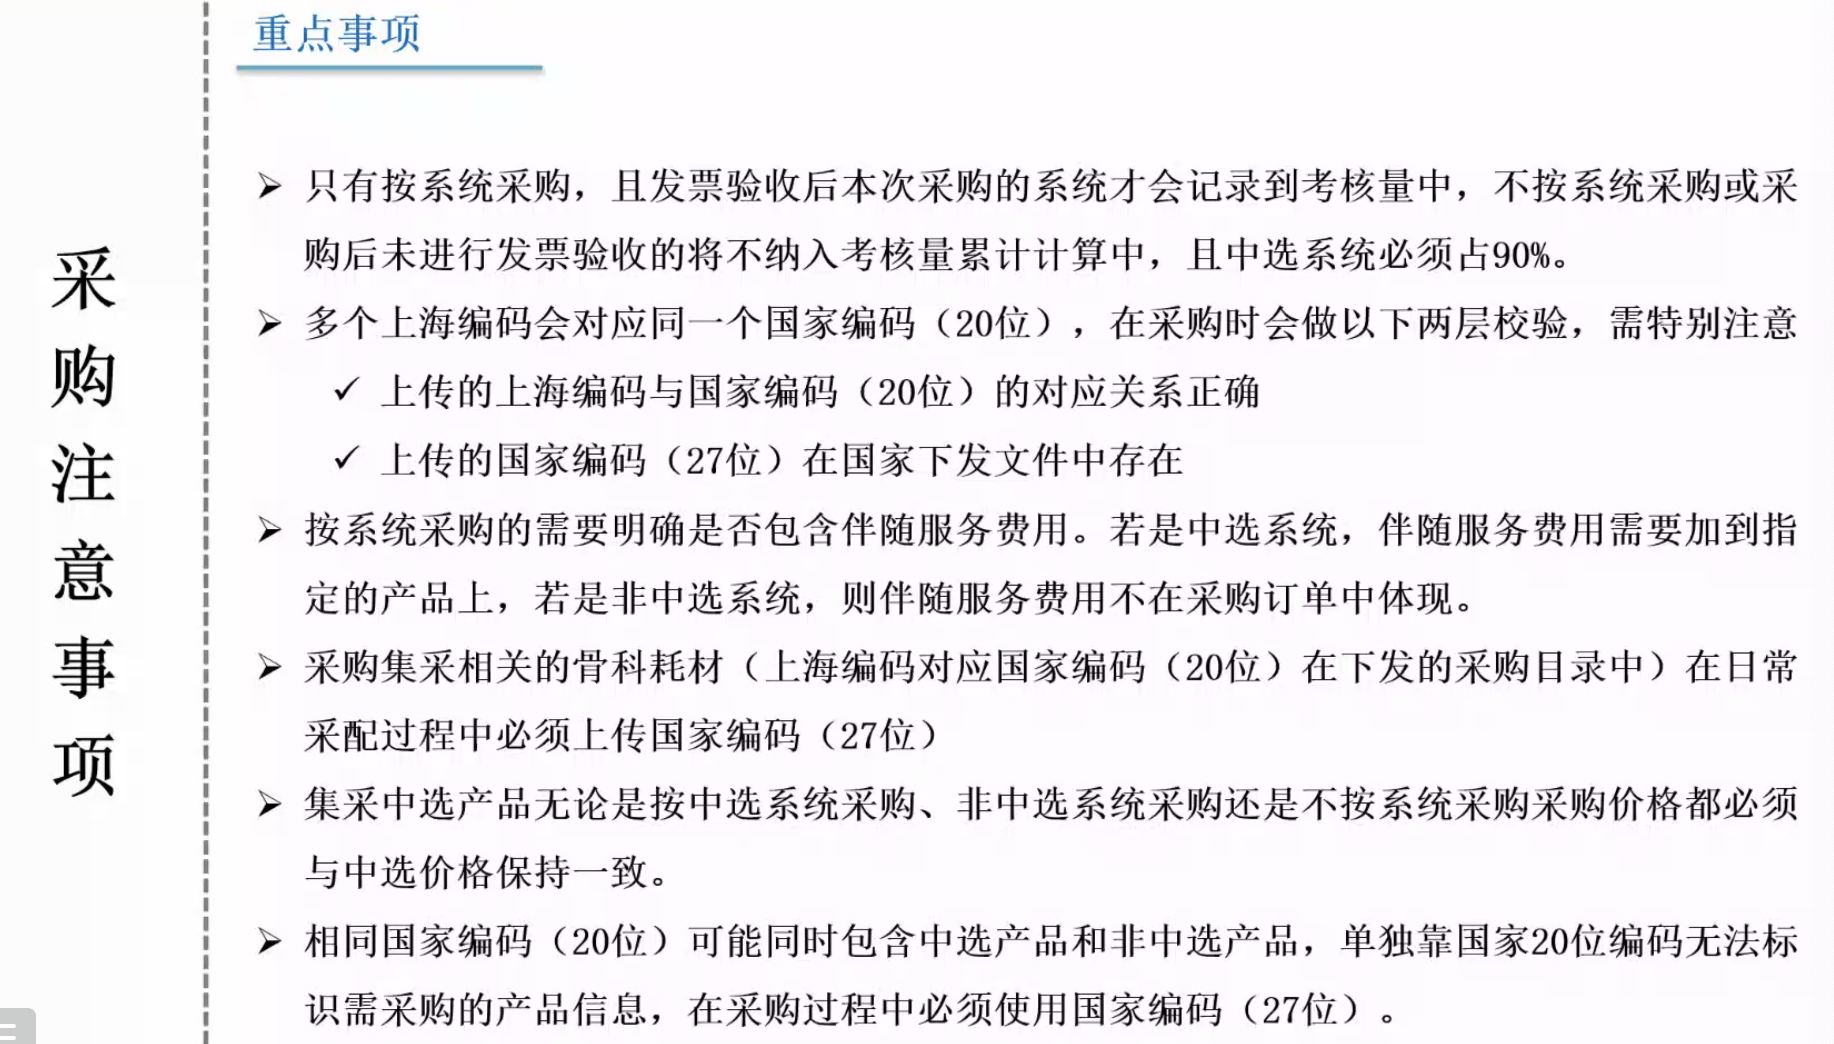 采购注意事项
重点事项
➢ 只有按系统采购，且发票验收后本次采购的系统才会记录到考核量中，不按系统采购或采
购后未进行发票验收的将不纳入考核量累计计算中，且中选系统必须占90%。
➢ 多个上海编码会对应同一个国家编码（20位），在采购时会做以下两层校验，需特别注意
✓ 上传的上海编码与国家编码（20位）的对应关系正确
✓ 上传的国家编码（27位）在国家下发文件中存在
➢ 按系统采购的需要明确是否包含伴随服务费用。若是中选系统，伴随服务费用需要加到指
定的产品上，若是非中选系统，则伴随服务费用不在采购订单中体现。
➢ 采购集采相关的骨科耗材（上海编码对应国家编码（20位）在下发的采购目录中）在日常
采配过程中必须上传国家编码（27位）
➢ 集采中选产品无论是按中选系统采购、非中选系统采购还是不按系统采购采购价格都必须
与中选价格保持一致。
➢ 相同国家编码（20位）可能同时包含中选产品和非中选产品，单独靠国家20位编码无法标
识需采购的产品信息，在采购过程中必须使用国家编码（27位）。